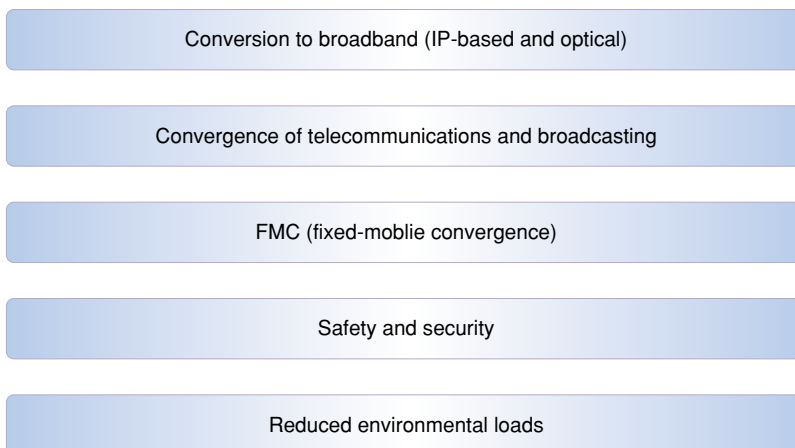 Conversion to broadband (IP-based and optical)
Convergence of telecommunications and broadcasting
FMC (fixed-moblie convergence)
Safety and security
Reduced environmental loads